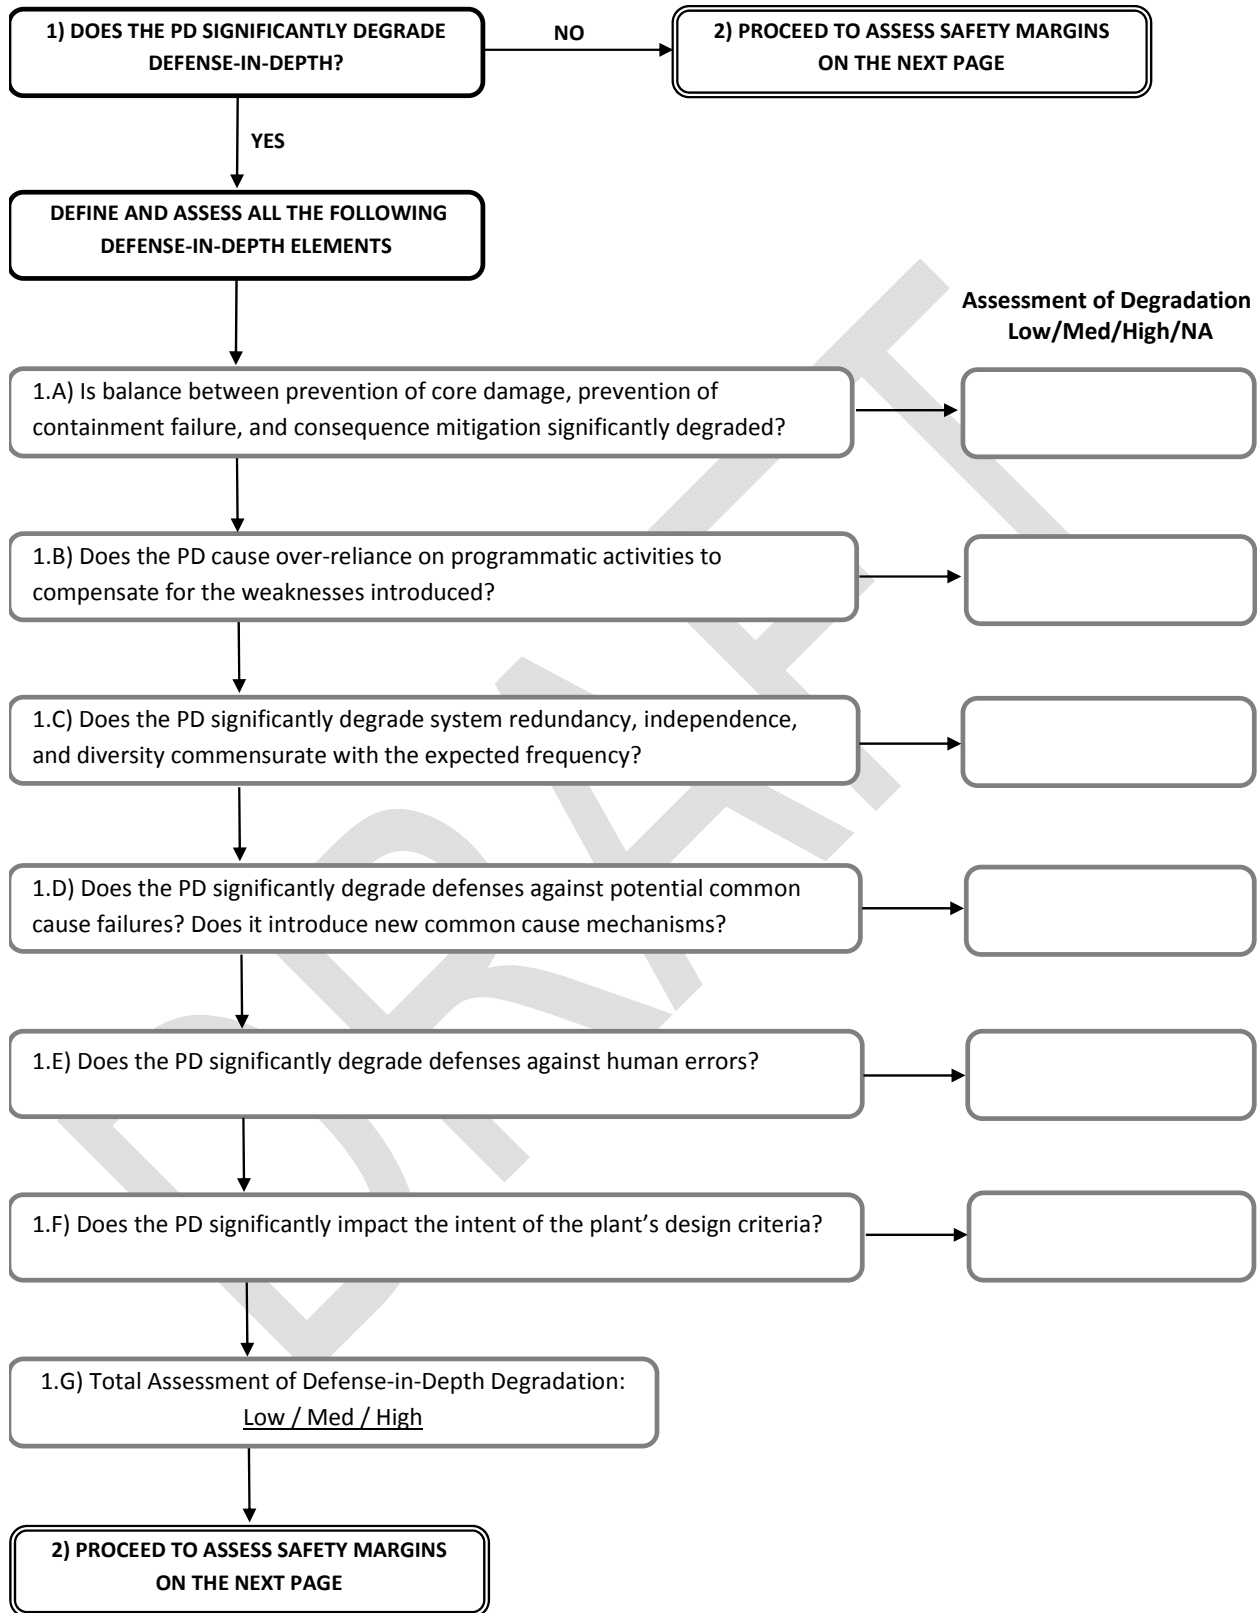 1) DOES THE PD SIGNIFICANTLY DEGRADE
DEFENSE-IN-DEPTH?
NO
2) PROCEED TO ASSESS SAFETY MARGINS
ON THE NEXT PAGE
YES
DEFINE AND ASSESS ALL THE FOLLOWING
DEFENSE-IN-DEPTH ELEMENTS
Assessment of Degradation
Low/Med/High/NA
1.A) Is balance between prevention of core damage, prevention of
containment failure, and consequence mitigation significantly degraded?
1.B) Does the PD cause over-reliance on programmatic activities to
compensate for the weaknesses introduced?
1.C) Does the PD significantly degrade system redundancy, independence,
and diversity commensurate with the expected frequency?
1.D) Does the PD significantly degrade defenses against potential common
cause failures? Does it introduce new common cause mechanisms?
1.E) Does the PD significantly degrade defenses against human errors?
1.F) Does the PD significantly impact the intent of the plant’s design criteria?
1.G) Total Assessment of Defense-in-Depth Degradation:
Low / Med / High
2) PROCEED TO ASSESS SAFETY MARGINS
ON THE NEXT PAGE
DRAFT